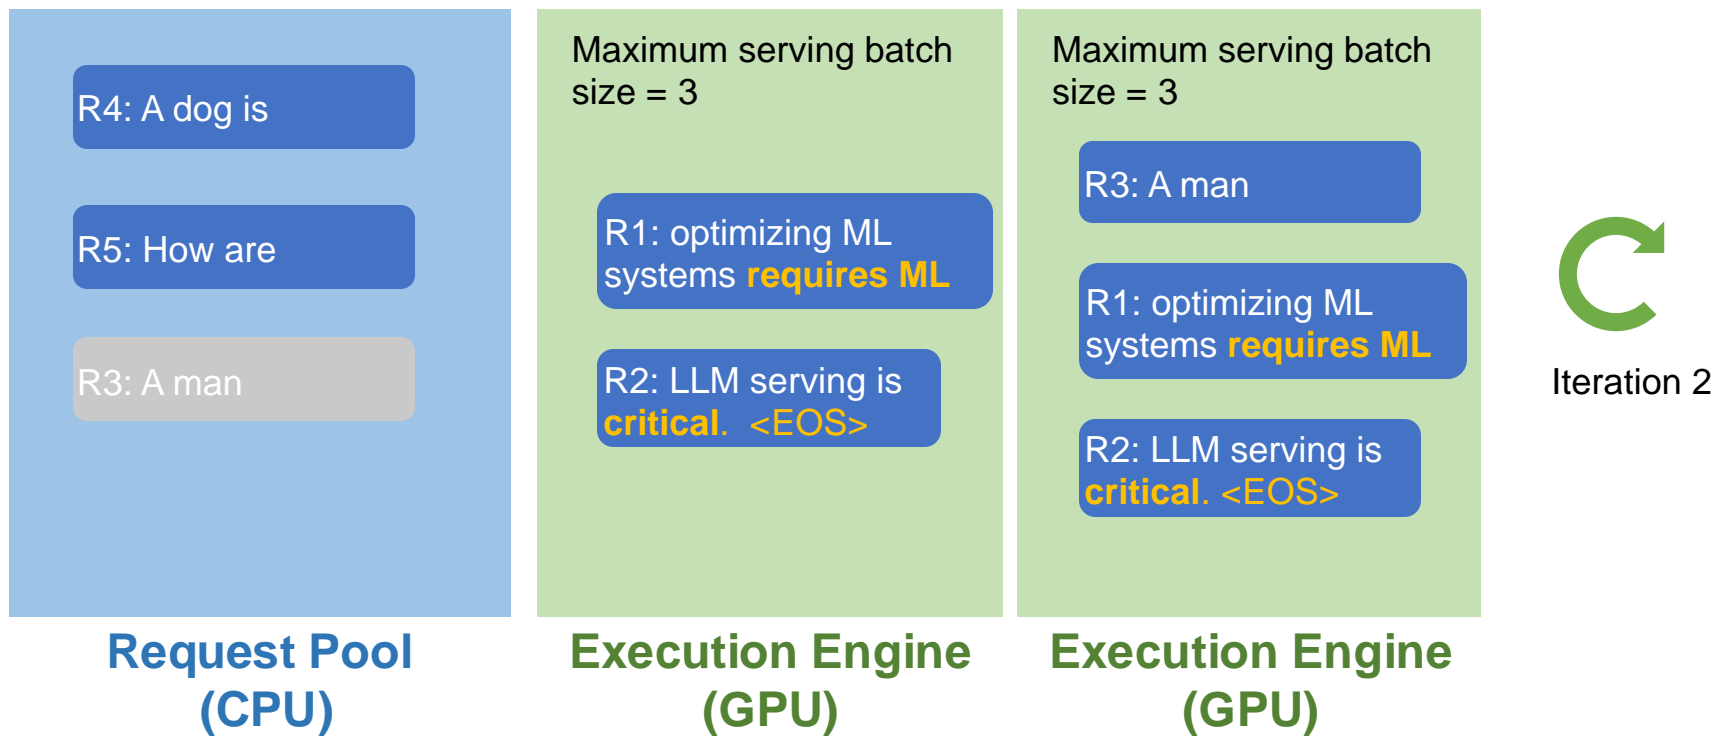 R4: A dog is
R5: How are
R3: A man
Request Pool
(CPU)
Maximum serving batch
size = 3
R1: optimizing ML
systems requires ML
R2: LLM serving is
critical. <EOS>
Execution Engine
(GPU)
Maximum serving batch
size = 3
R3: A man
R1: optimizing ML
systems requires ML
R2: LLM serving is
critical. <EOS>
Execution Engine
(GPU)
Iteration 2